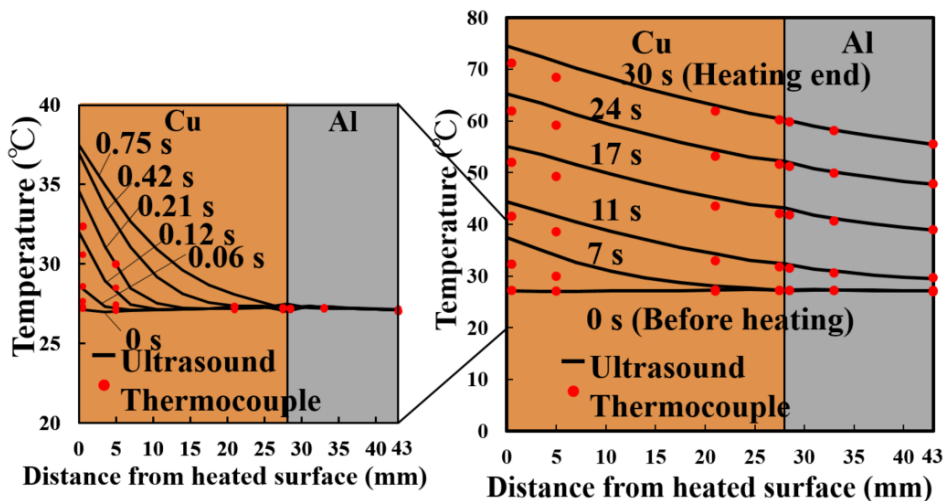 40
35
30
25
20
Temperature (℃)
Cu
Al
0.75 s
0.42 s
0.21 s
0.12 s
0.06 s
0 s
Ultrasound
Thermocouple
0 5 10 15 20 25 30 35 40 43
Distance from heated surface (mm)
80
70
60
50
40
30
20
10
0
Temperature (℃)
Cu
Al
30 s (Heating end)
24 s
17 s
11 s
7 s
0 s (Before heating)
Ultrasound
Thermocouple
0 5 10 15 20 25 30 35 40 43
Distance from heated surface (mm)